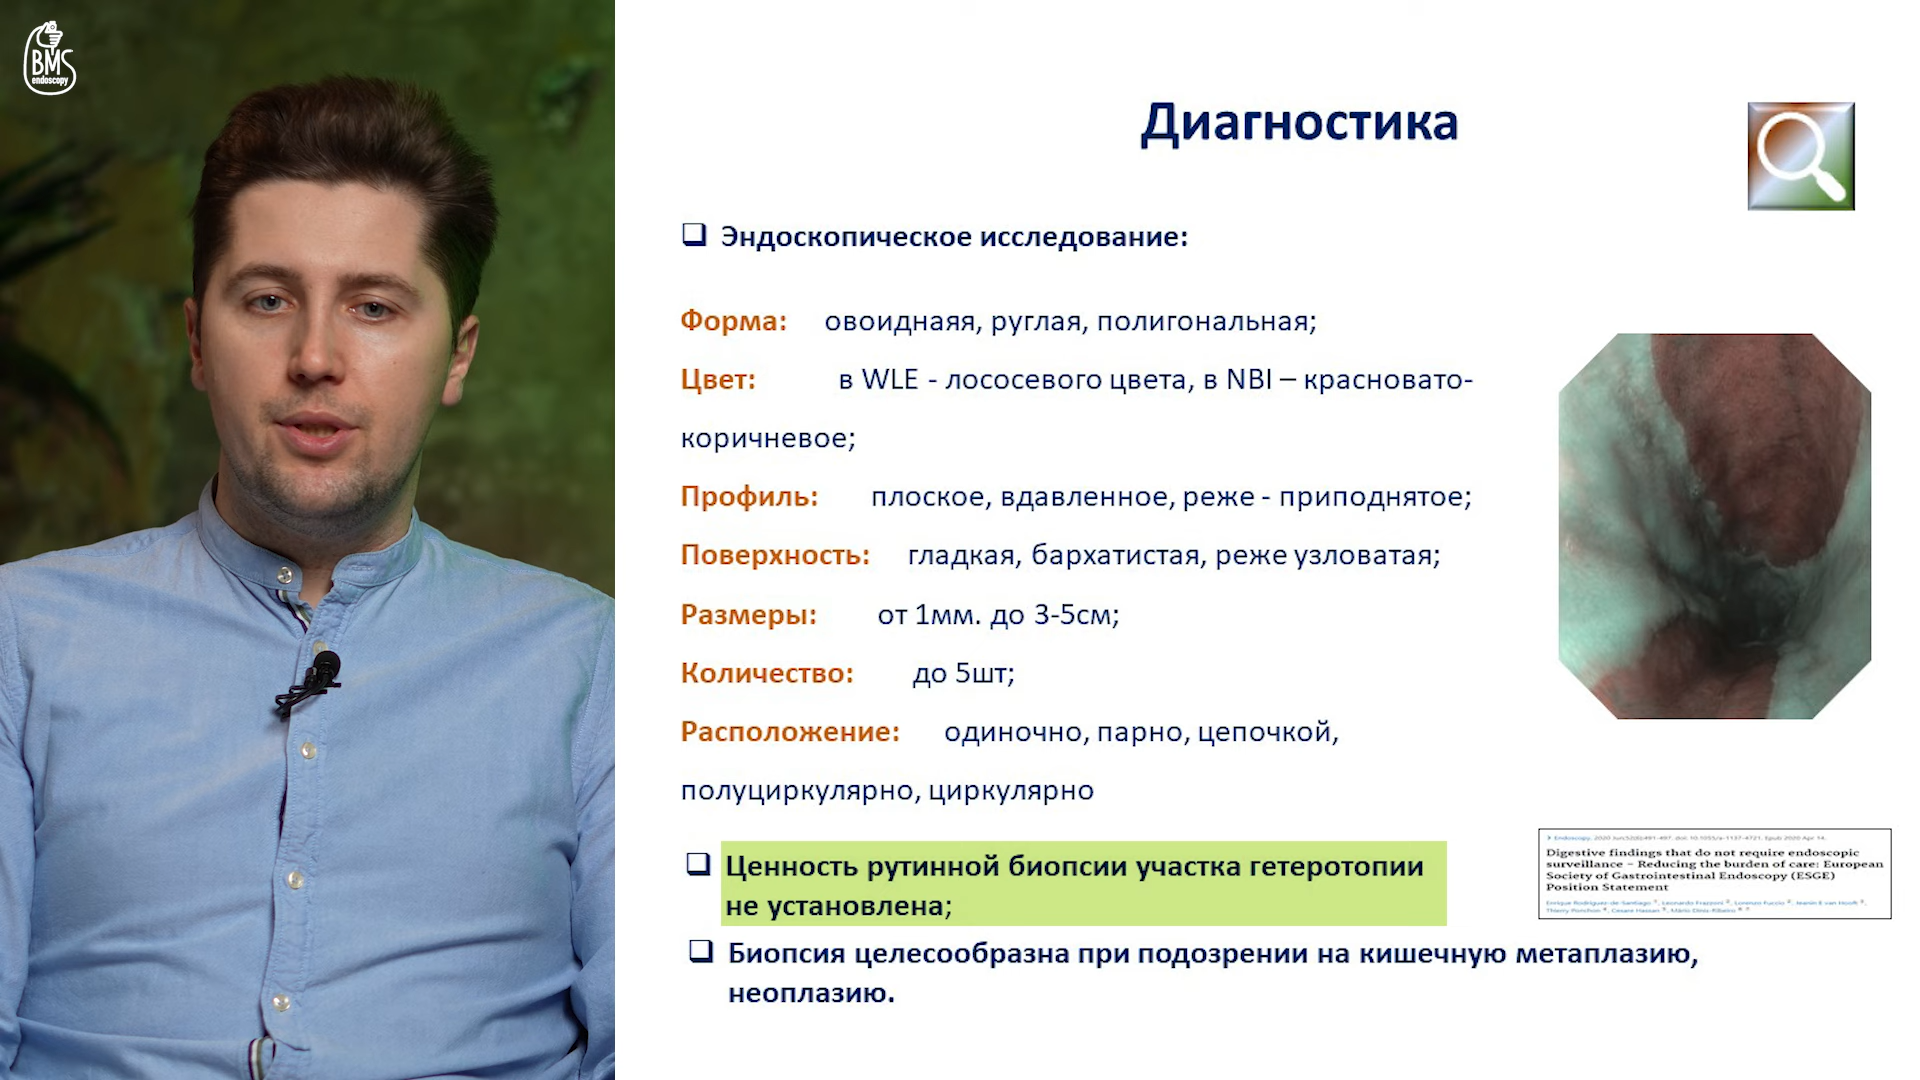 BMS
endoscopy
Диагностика
❑ Эндоскопическое исследование:
Форма: овоиднаяя, руглая, полигональная;
Цвет: в WLE - лососевого цвета, в NBI – красновато-
коричневое;
Профиль: плоское, вдавленное, реже - приподнятое;
Поверхность: гладкая, бархатистая, реже узловатая;
Размеры: от 1мм. до 3-5см;
Количество: до 5шт;
Расположение: одиночно, парно, цепочкой,
полуциркулярно, циркулярно
❑ Ценность рутинной биопсии участка гетеротопии
не установлена;
❑ Биопсия целесообразна при подозрении на кишечную метаплазию,
неоплазию.
Digestive findings that do not require endoscopic
surveillance – Reducing the burden of care: European
Society of Gastrointestinal Endoscopy (ESGE)
Position Statement